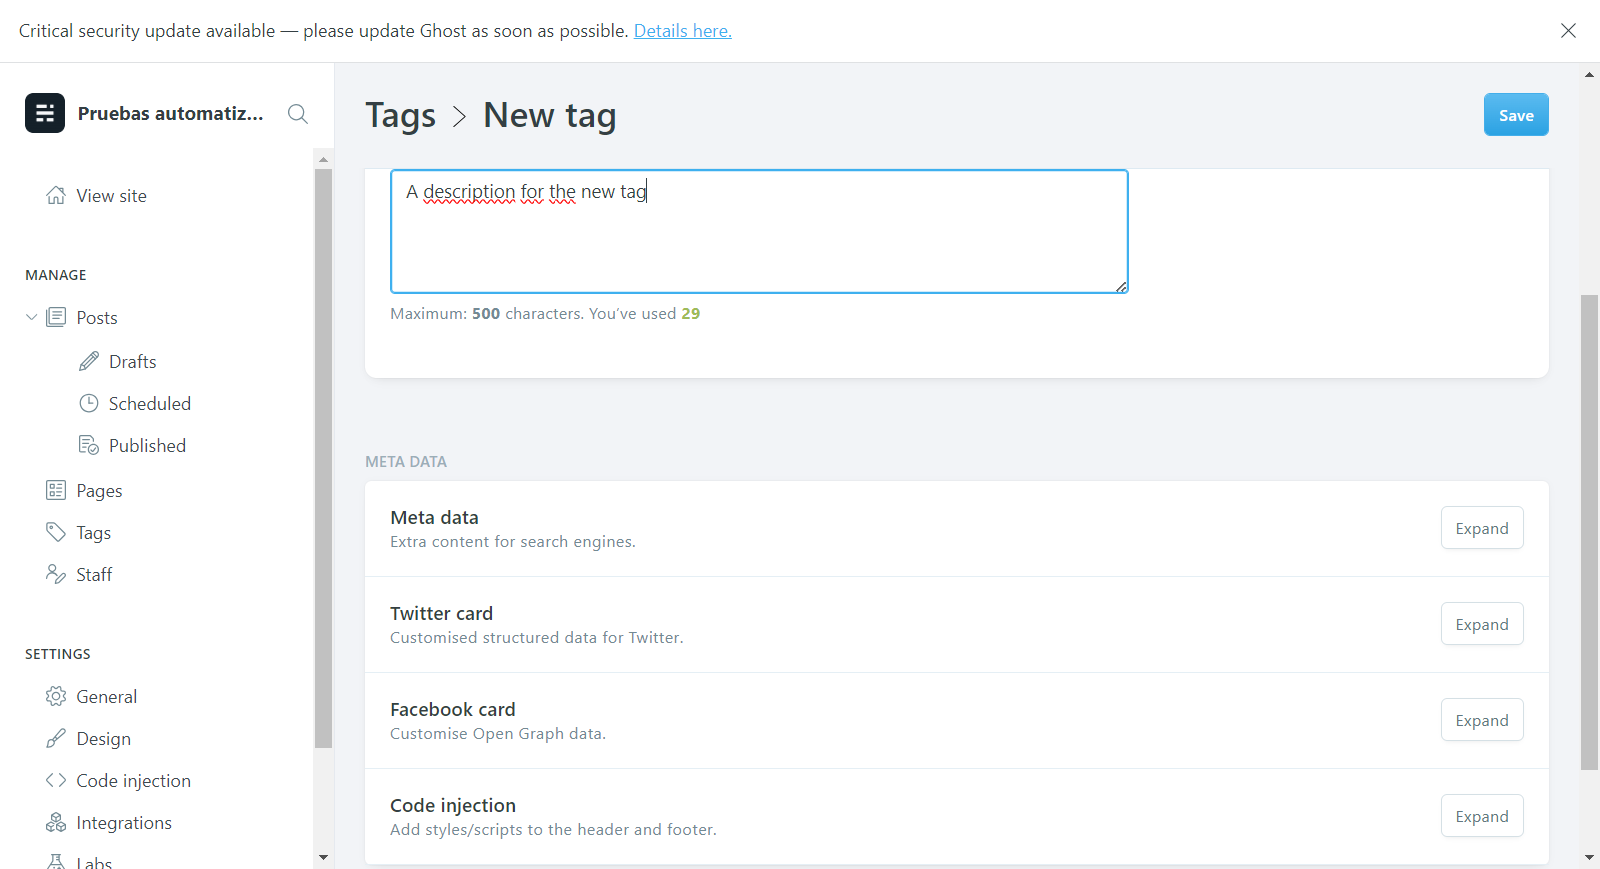 Critical security update available — please update Ghost as soon as possible. Details here.
Pruebas automatiz...
View site
MANAGE
Posts
Drafts
Scheduled
Published
Pages
Tags
Staff
SETTINGS
General
Design
Code injection
Integrations
Labs
Tags > New tag
Save
A description for the new tag
Maximum: 500 characters. You’ve used 29
META DATA
Meta data
Extra content for search engines.
Expand
Twitter card
Customised structured data for Twitter.
Expand
Facebook card
Customise Open Graph data.
Expand
Code injection
Add styles/scripts to the header and footer.
Expand